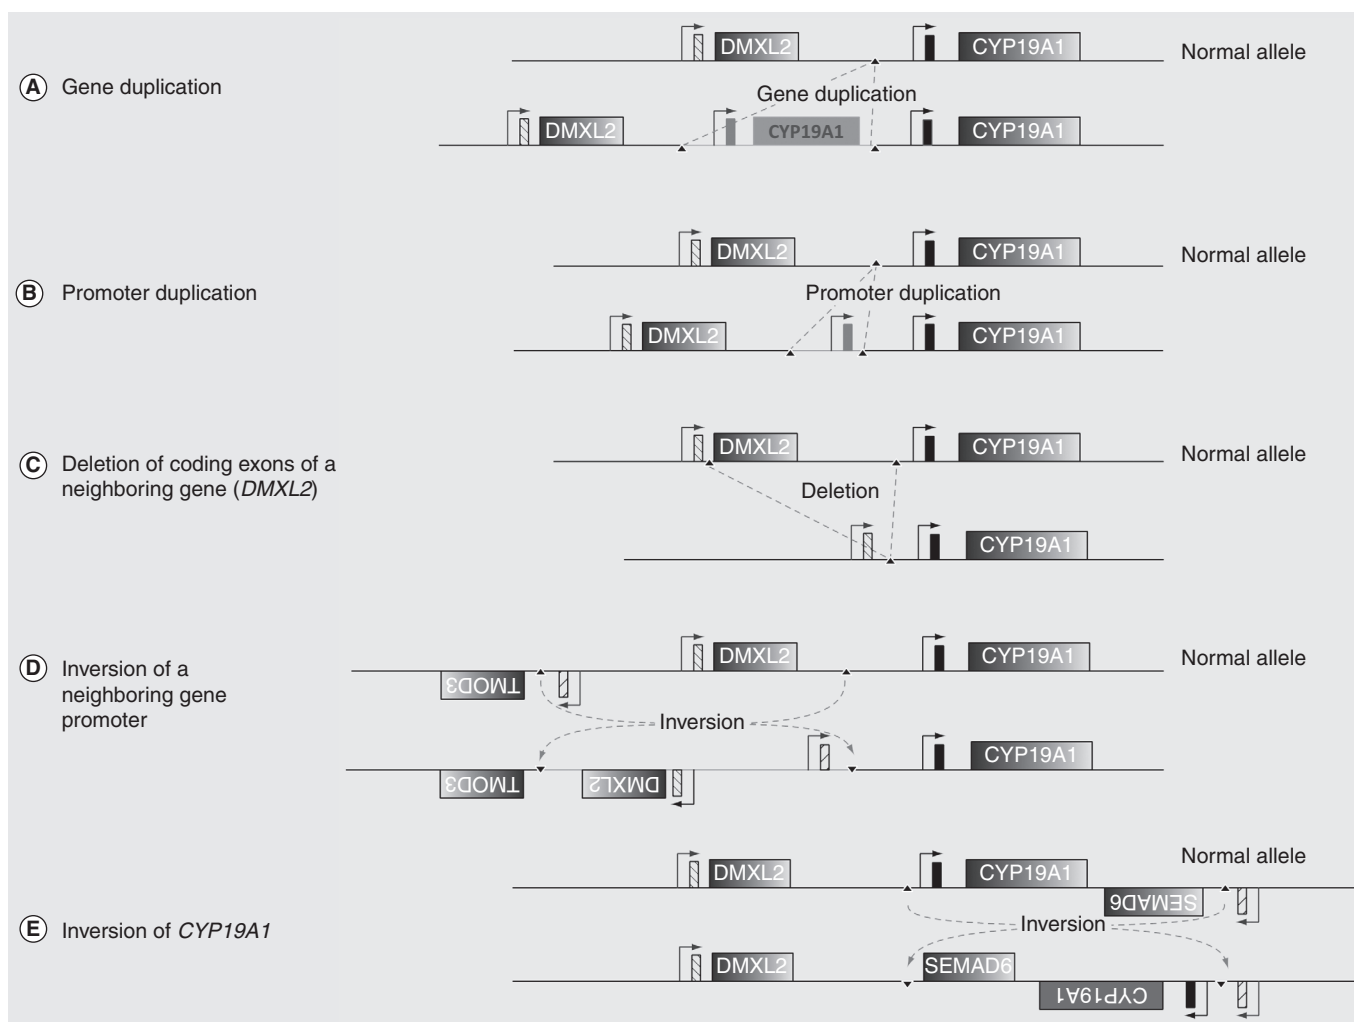 DMXL2 CYP19A1 Normal allele
A Gene duplication
Gene duplication
DMXL2 CYP19A1 CYP19A1
DMXL2 CYP19A1 Normal allele
B Promoter duplication
Promoter duplication
DMXL2 CYP19A1
DMXL2 CYP19A1 Normal allele
C Deletion of coding exons of a
neighboring gene (DMXL2)
Deletion
CYP19A1
DMXL2 CYP19A1 Normal allele
D Inversion of a
neighboring gene
promoter
TMOD3
Inversion
CYP19A1
TMOD3 DMXL2
Normal allele
DMXL2 CYP19A1
SEMAD6
E Inversion of CYP19A1
Inversion
DMXL2 SEMAD6
CYP19A1